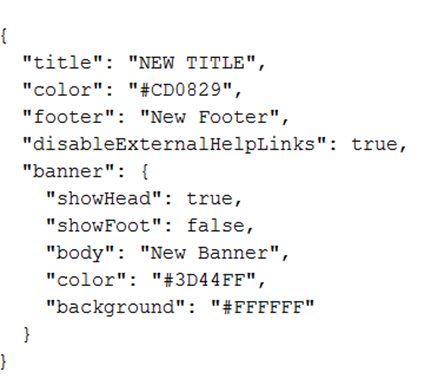 {
  "title": "NEW TITLE",
  "color": "#CD0829",
  "footer": "New Footer",
  "disableExternalHelpLinks": true,
  "banner": {
    "showHead": true,
    "showFoot": false,
    "body": "New Banner",
    "color": "#3D44FF",
    "background": "#FFFFFF"
  }
}